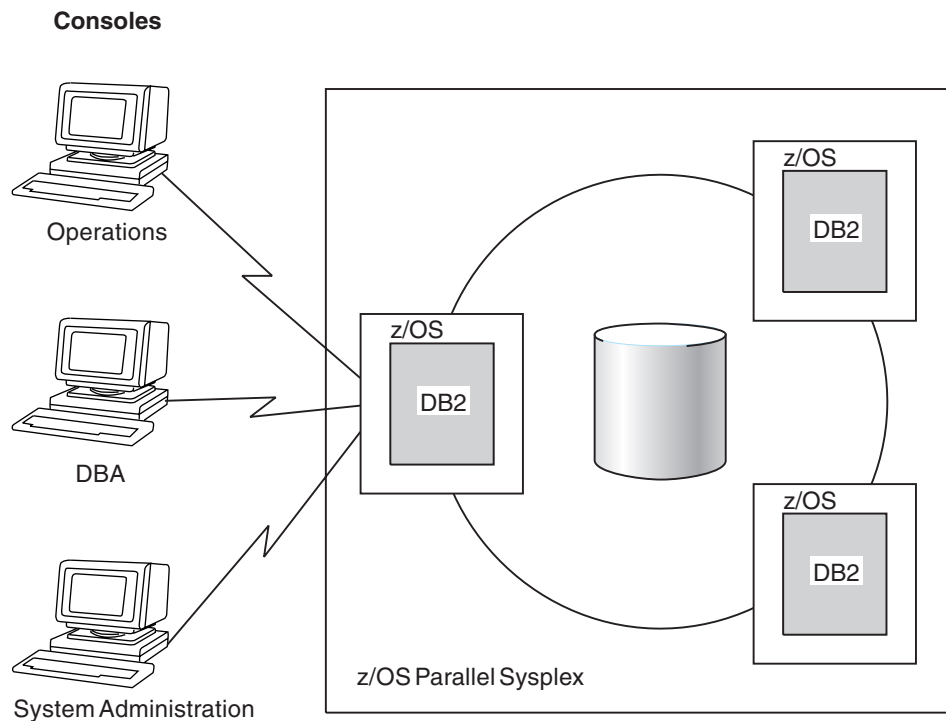 Consoles
Operations
DBA
System Administration
z/OS
DB2
z/OS
DB2
z/OS
DB2
z/OS Parallel Sysplex